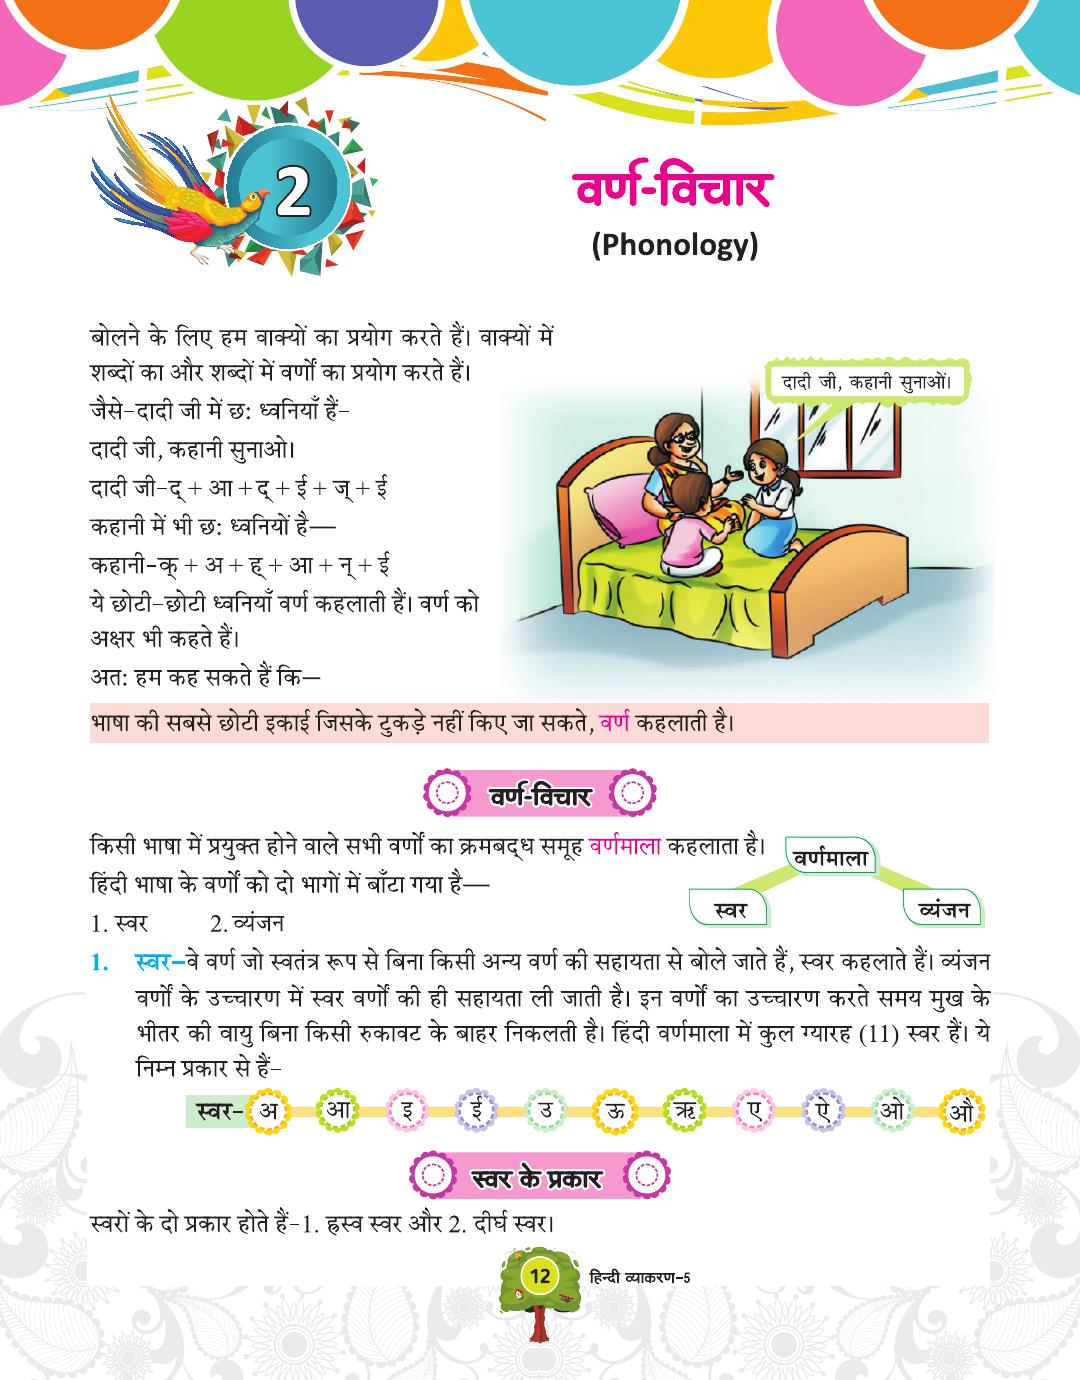 2
वर्ण-विचार
(Phonology)
बोलने के लिए हम वाक्यों का प्रयोग करते हैं। वाक्यों में
शब्दों का और शब्दों में वर्णों का प्रयोग करते हैं।
जैसे-दादी जी में छ: ध्वनियाँ हैं-
दादी जी, कहानी सुनाओ।
दादी जी-द् + आ + द् + ई + ज् + ई
कहानी में भी छ: ध्वनियों है—
कहानी-क् + अ + ह् + आ + न् + ई
ये छोटी-छोटी ध्वनियाँ वर्ण कहलाती हैं। वर्ण को
अक्षर भी कहते हैं।
अत: हम कह सकते हैं कि—
दादी जी, कहानी सुनाओं।
भाषा की सबसे छोटी इकाई जिसके टुकड़े नहीं किए जा सकते, वर्ण कहलाती है।
वर्ण-विचार
किसी भाषा में प्रयुक्त होने वाले सभी वर्णों का क्रमबद्ध समूह वर्णमाला कहलाता है।
हिंदी भाषा के वर्णों को दो भागों में बाँटा गया है—
1. स्वर 2. व्यंजन
वर्णमाला
स्वर व्यंजन
1. स्वर–वे वर्ण जो स्वतंत्र रूप से बिना किसी अन्य वर्ण की सहायता से बोले जाते हैं, स्वर कहलाते हैं। व्यंजन
वर्णों के उच्चारण में स्वर वर्णों की ही सहायता ली जाती है। इन वर्णों का उच्चारण करते समय मुख के
भीतर की वायु बिना किसी रुकावट के बाहर निकलती है। हिंदी वर्णमाला में कुल ग्यारह (11) स्वर हैं। ये
निम्न प्रकार से हैं-
स्वर- अ आ इ ई उ ऊ ऋ ए ऐ ओ औ
स्वर के प्रकार
स्वरों के दो प्रकार होते हैं-1. ह्रस्व स्वर और 2. दीर्घ स्वर।
12 हिन्दी व्याकरण-5